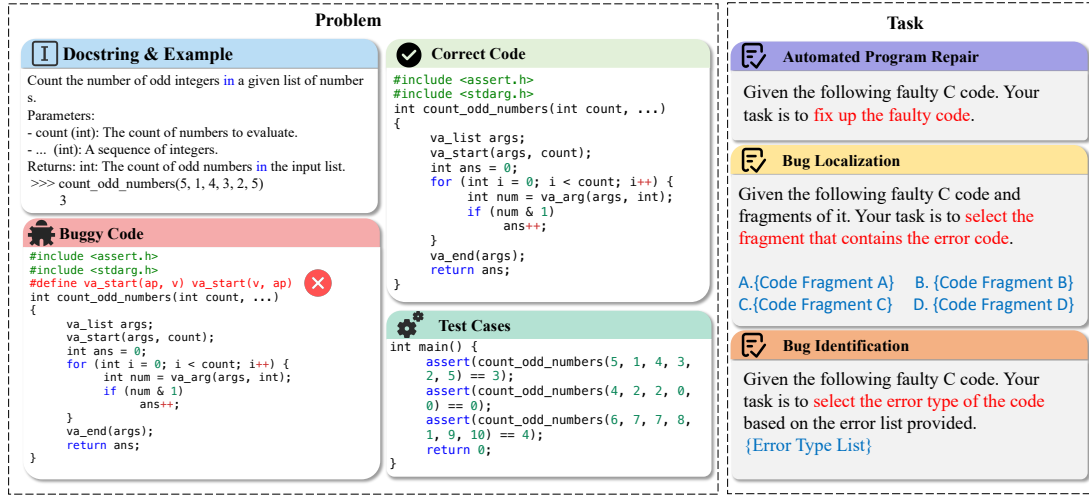 Problem
Docstring & Example
Count the number of odd integers in a given list of number
s.
Parameters:
- count (int): The count of numbers to evaluate.
- ... (int): A sequence of integers.
Returns: int: The count of odd numbers in the input list.
>>> count_odd_numbers(5, 1, 4, 3, 2, 5)
3
Buggy Code
#include <assert.h>
#include <stdarg.h>
#define va_start(ap, v) va_start(v, ap)
int count_odd_numbers(int count, ...)
{
va_list args;
va_start(args, count);
int ans = 0;
for (int i = 0; i < count; i++) {
int num = va_arg(args, int);
if (num & 1)
ans++;
}
va_end(args);
return ans;
}
Correct Code
#include <assert.h>
#include <stdarg.h>
int count_odd_numbers(int count, ...)
{
va_list args;
va_start(args, count);
int ans = 0;
for (int i = 0; i < count; i++) {
int num = va_arg(args, int);
if (num & 1)
ans++;
}
va_end(args);
return ans;
}
Test Cases
int main() {
assert(count_odd_numbers(5, 1, 4, 3,
2, 5) == 3);
assert(count_odd_numbers(4, 2, 2, 0,
0) == 0);
assert(count_odd_numbers(6, 7, 7, 8,
1, 9, 10) == 4);
return 0;
}
Task
Automated Program Repair
Given the following faulty C code. Your
task is to fix up the faulty code.
Bug Localization
Given the following faulty C code and
fragments of it. Your task is to select the
fragment that contains the error code.
A.{Code Fragment A} B. {Code Fragment B}
C.{Code Fragment C} D. {Code Fragment D}
Bug Identification
Given the following faulty C code. Your
task is to select the error type of the code
based on the error list provided.
{Error Type List}